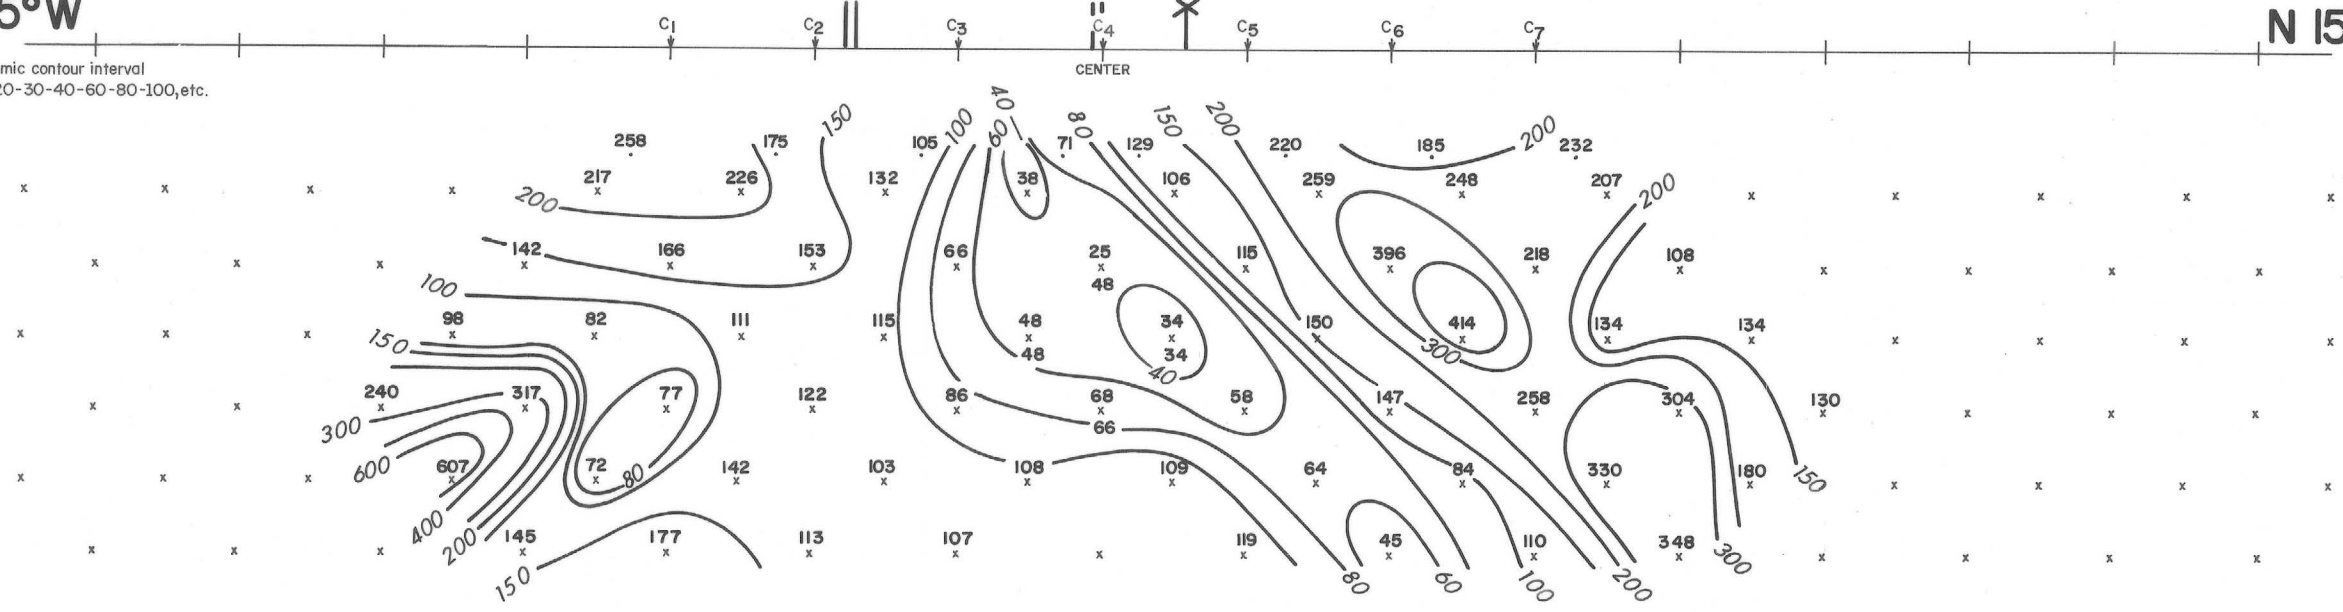 5°W
N 15
C1 C2 C3 C4 C5 C6 C7
CENTER
mic contour interval
20-30-40-60-80-100,etc.
40
150 100 60 80 150 200
258 175 105 71 129 220 185 200 232
217 226 132 38 106 259 248 207 200
200
142 166 153 66 25 115 396 218 108
48
100
98 82 111 115 48 34 150 414 134 134
150 48 34 300
40
240 317 77 122 86 68 58 147 258 304 130
300 66
600 607 72 80 142 103 108 109 64 84 330 180 150
400
200 145 177 113 107 119 45 110 348 300
150 80 60 100 200